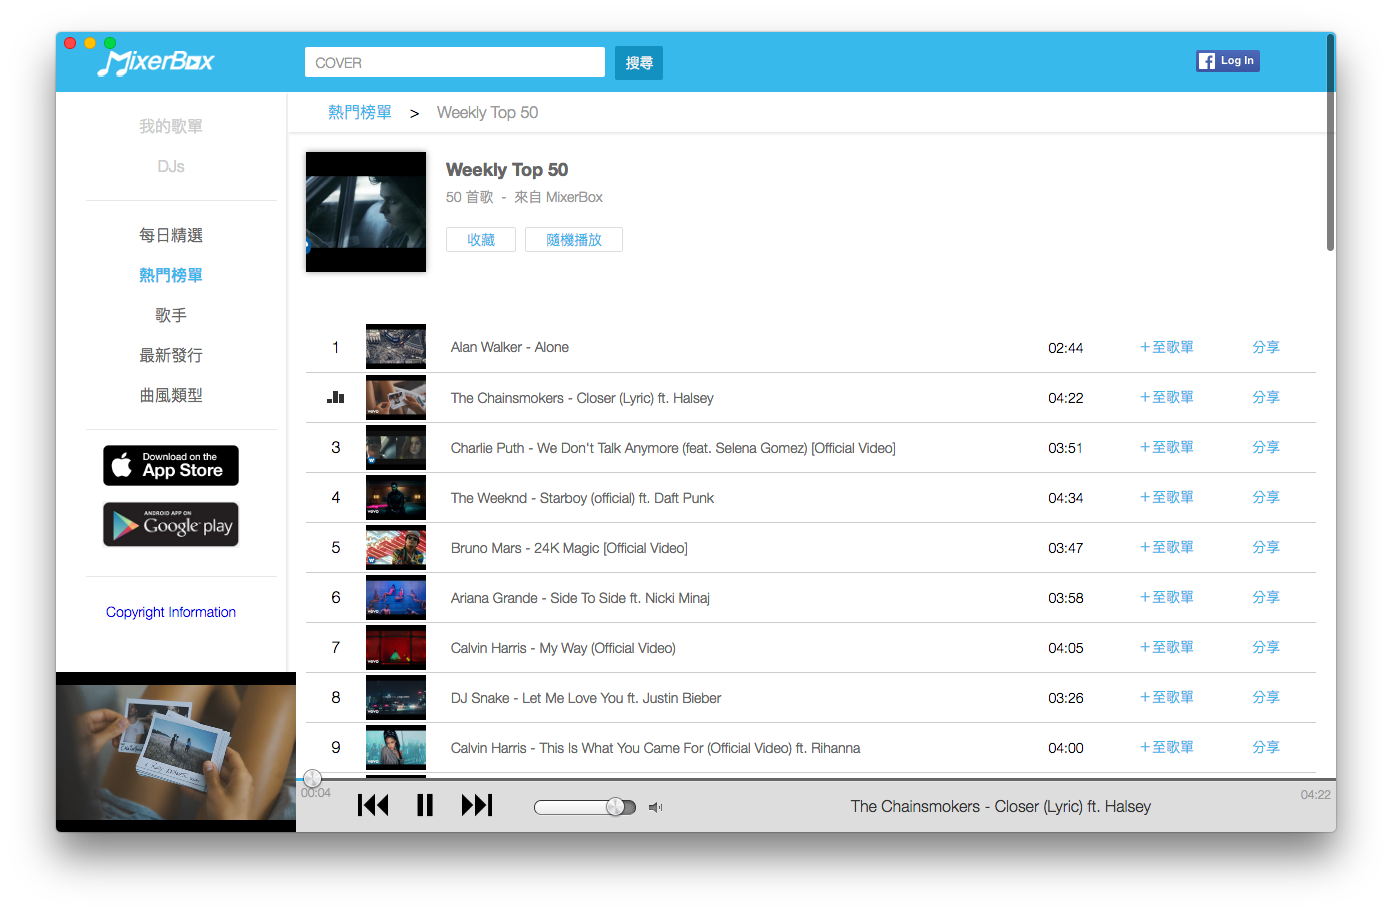 MixerBox
COVER
搜尋
f Log In
我的歌單
DJs
每日精選
熱門榜單
歌手
最新發行
曲風類型
Download on the
App Store
ANDROID APP ON
Google play
Copyright Information
熱門榜單 > Weekly Top 50
Weekly Top 50
50 首歌 - 來自 MixerBox
收藏 隨機播放
1 Alan Walker - Alone 02:44 +至歌單 分享
The Chainsmokers - Closer (Lyric) ft. Halsey 04:22 +至歌單 分享
3 Charlie Puth - We Don't Talk Anymore (feat. Selena Gomez) [Official Video] 03:51 +至歌單 分享
4 The Weeknd - Starboy (official) ft. Daft Punk 04:34 +至歌單 分享
5 Bruno Mars - 24K Magic [Official Video] 03:47 +至歌單 分享
6 Ariana Grande - Side To Side ft. Nicki Minaj 03:58 +至歌單 分享
7 Calvin Harris - My Way (Official Video) 04:05 +至歌單 分享
8 DJ Snake - Let Me Love You ft. Justin Bieber 03:26 +至歌單 分享
9 Calvin Harris - This Is What You Came For (Official Video) ft. Rihanna 04:00 +至歌單 分享
00:04
The Chainsmokers - Closer (Lyric) ft. Halsey
04:22